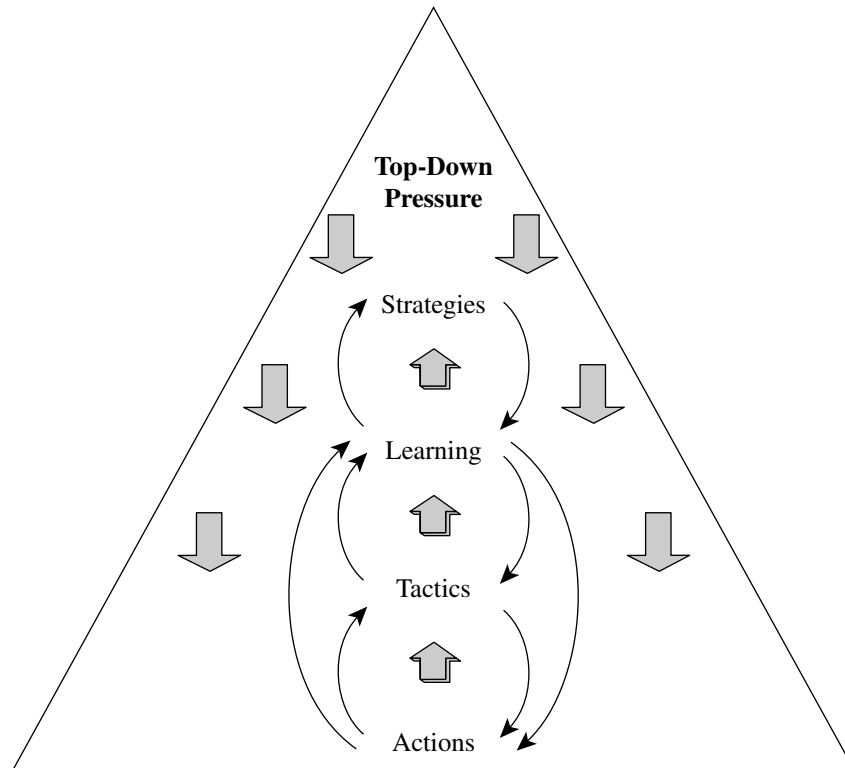 Top-Down
Pressure
Strategies
Learning
Tactics
Actions